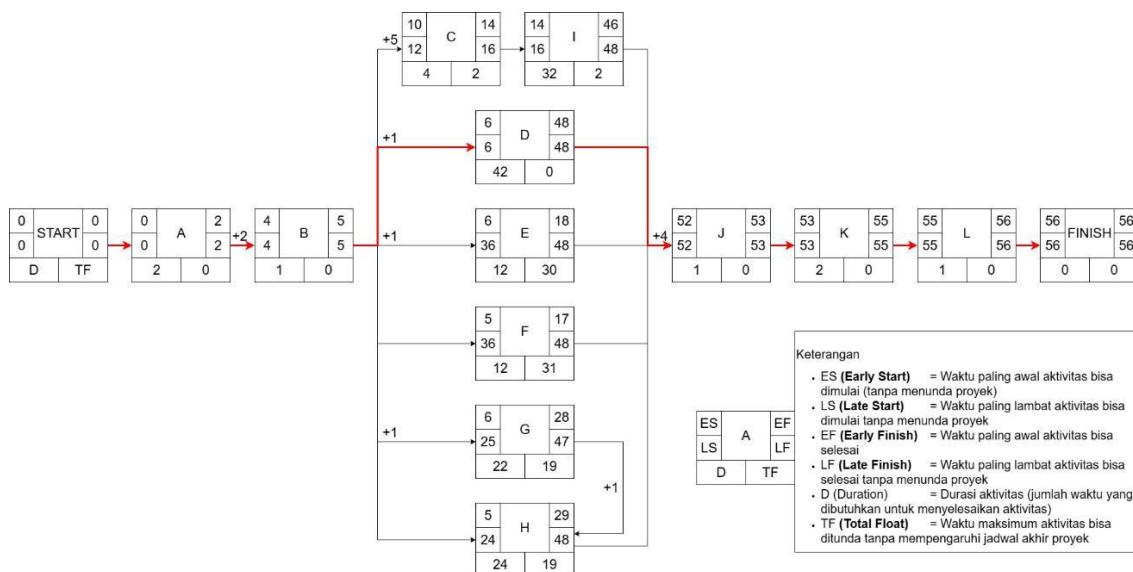 10 C 14
+5
12 16
4 2
14 I 46
16 48
32 2
6 D 48
+1
6 48
42 0
0 START 0
0 0
D TF
0 A 2
0 2
2 0
+2
4 B 5
4 5
1 0
6 E 18
+1
36 48
12 30
+4
52 J 53
52 53
1 0
53 K 55
53 55
2 0
55 L 56
55 56
1 0
56 FINISH 56
56 56
0 0
5 F 17
36 48
12 31
6 G 28
+1
25 47
22 19
+1
5 H 29
24 48
24 19
ES A EF
LS LF
D TF
Keterangan
• ES (Early Start) = Waktu paling awal aktivitas bisa
dimulai (tanpa menunda proyek)
• LS (Late Start) = Waktu paling lambat aktivitas bisa
dimulai tanpa menunda proyek
• EF (Early Finish) = Waktu paling awal aktivitas bisa
selesai
• LF (Late Finish) = Waktu paling lambat aktivitas bisa
selesai tanpa menunda proyek
• D (Duration) = Durasi aktivitas (jumlah waktu yang
dibutuhkan untuk menyelesaikan aktivitas)
• TF (Total Float) = Waktu maksimum aktivitas bisa
ditunda tanpa mempengaruhi jadwal akhir proyek